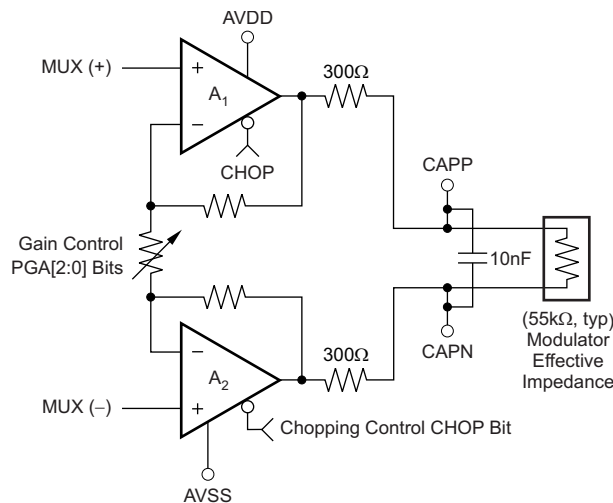 AVDD
MUX (+)
+
A1
−
300Ω
CHOP
CAPP
Gain Control
PGA[2:0] Bits
10nF
(55kΩ, typ)
Modulator
Effective
Impedance
−
A2
+
300Ω
CAPN
MUX (−)
Chopping Control CHOP Bit
AVSS